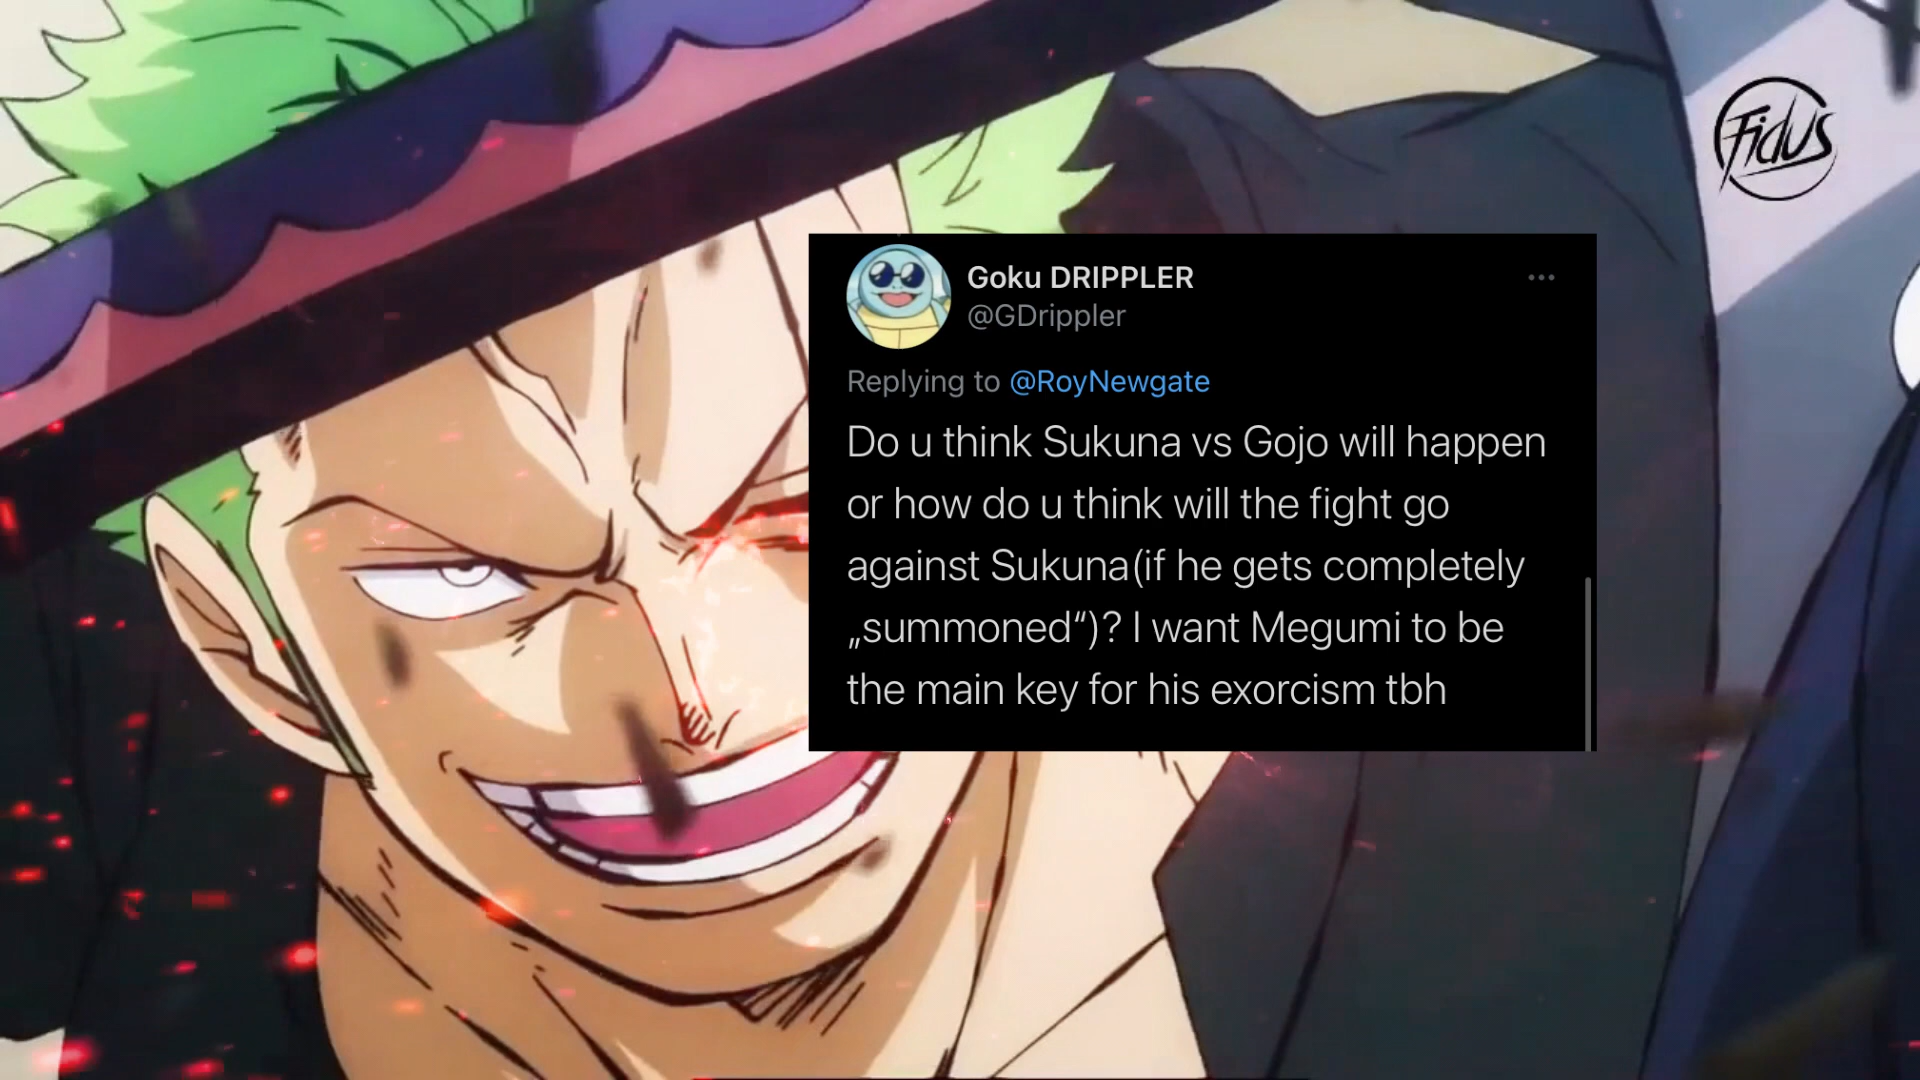 Fidus
Goku DRIPPLER
@GDrippler
Replying to @RoyNewgate
Do u think Sukuna vs Gojo will happen
or how do u think will the fight go
against Sukuna(if he gets completely
„summoned“)? I want Megumi to be
the main key for his exorcism tbh